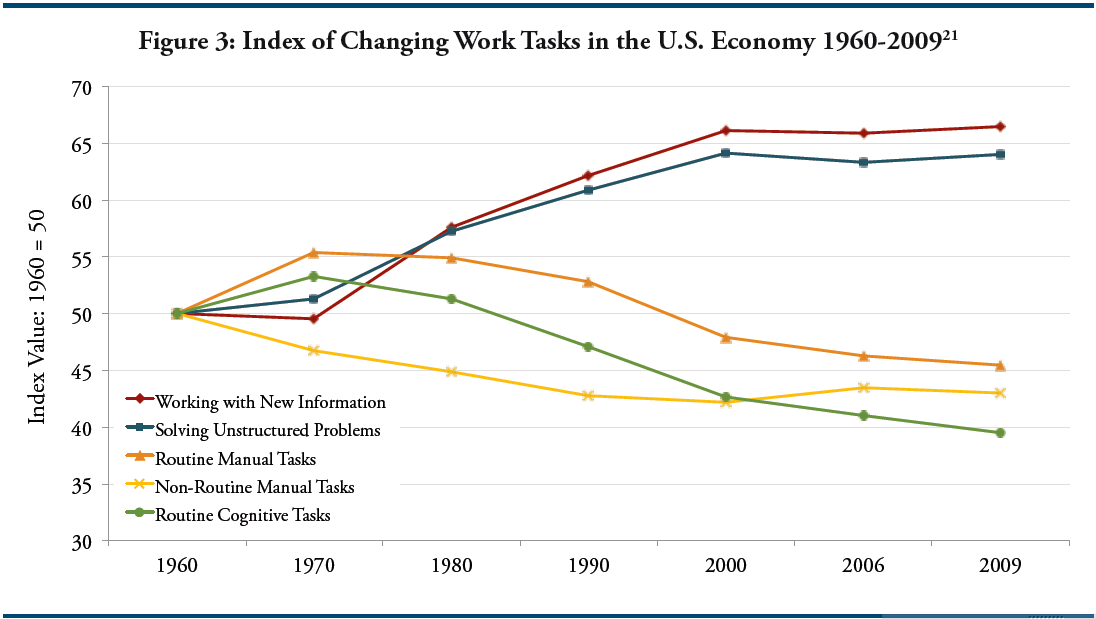 Figure 3: Index of Changing Work Tasks in the U.S. Economy 1960-2009²¹
Index Value: 1960 = 50
70
65
60
55
50
45
40
35
30
Working with New Information
Solving Unstructured Problems
Routine Manual Tasks
Non-Routine Manual Tasks
Routine Cognitive Tasks
1960 1970 1980 1990 2000 2006 2009